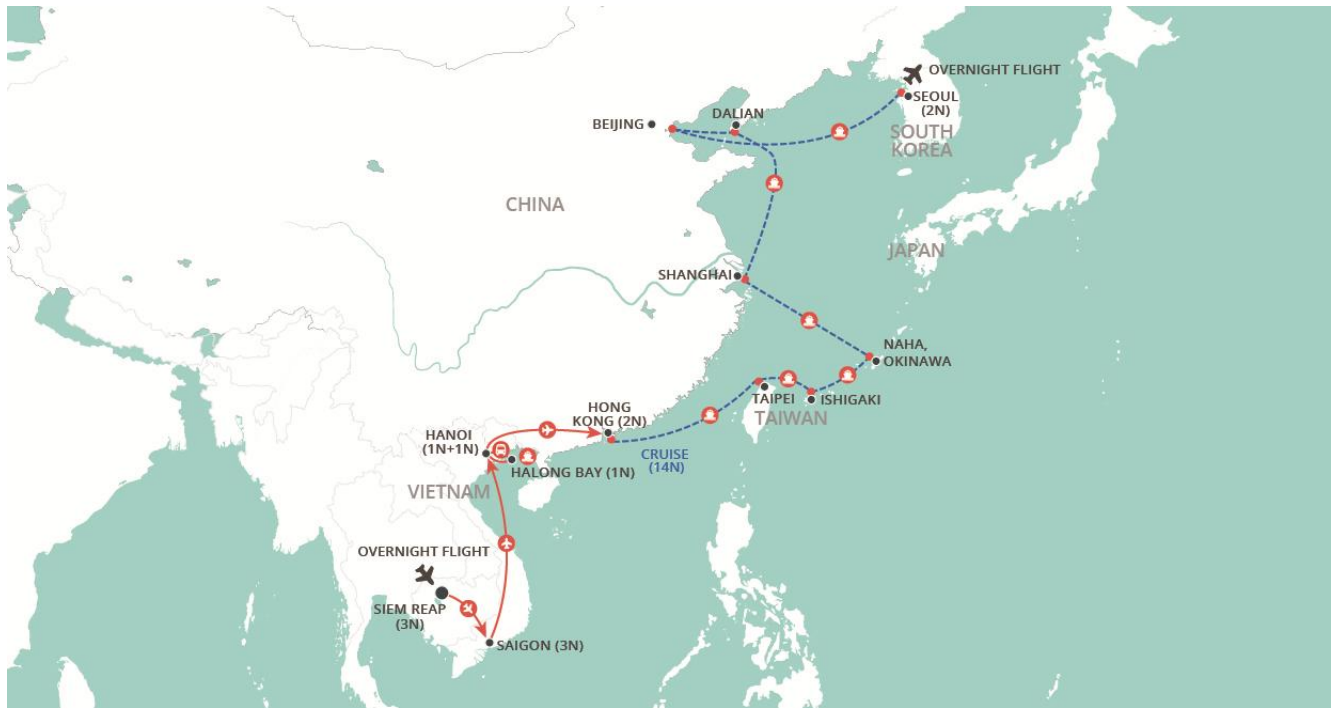 OVERNIGHT FLIGHT
SEOUL
(2N)
SOUTH
KOREA
DALIAN
BEIJING
CHINA
JAPAN
SHANGHAI
NAHA,
OKINAWA
TAIPEI
ISHIGAKI
TAIWAN
HONG
KONG (2N)
HANOI
(1N+1N)
CRUISE
(14N)
HALONG BAY (1N)
VIETNAM
OVERNIGHT FLIGHT
SIEM REAP
(3N)
SAIGON (3N)